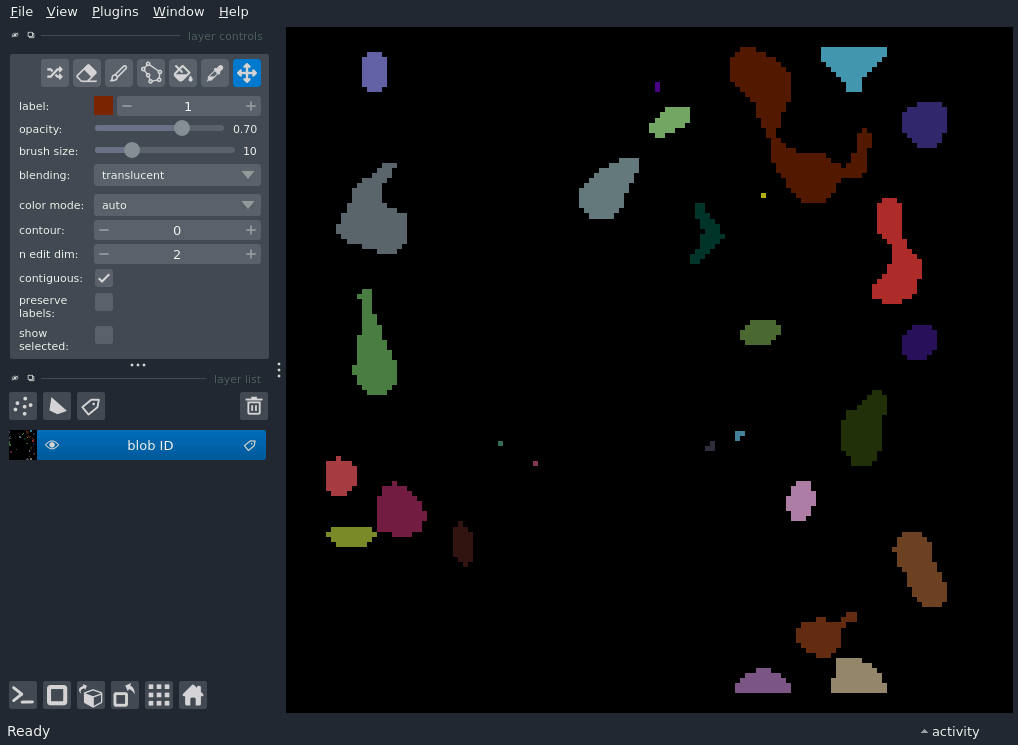 File View Plugins Window Help
layer controls
label: 1
opacity: 0.70
brush size: 10
blending: translucent
color mode: auto
contour: 0
n edit dim: 2
contiguous:
preserve
labels:
show
selected:
layer list
blob ID
Ready
activity